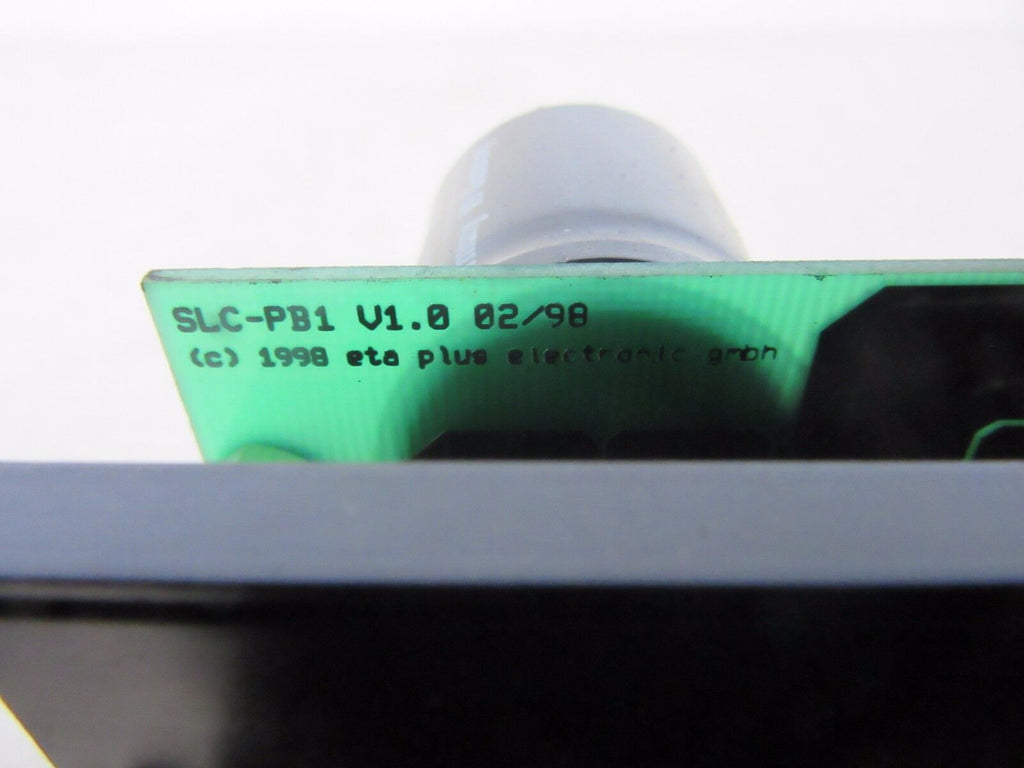 SLC-PB1 V1.0 02/98
(c) 1998 eta plus electronic gmbh